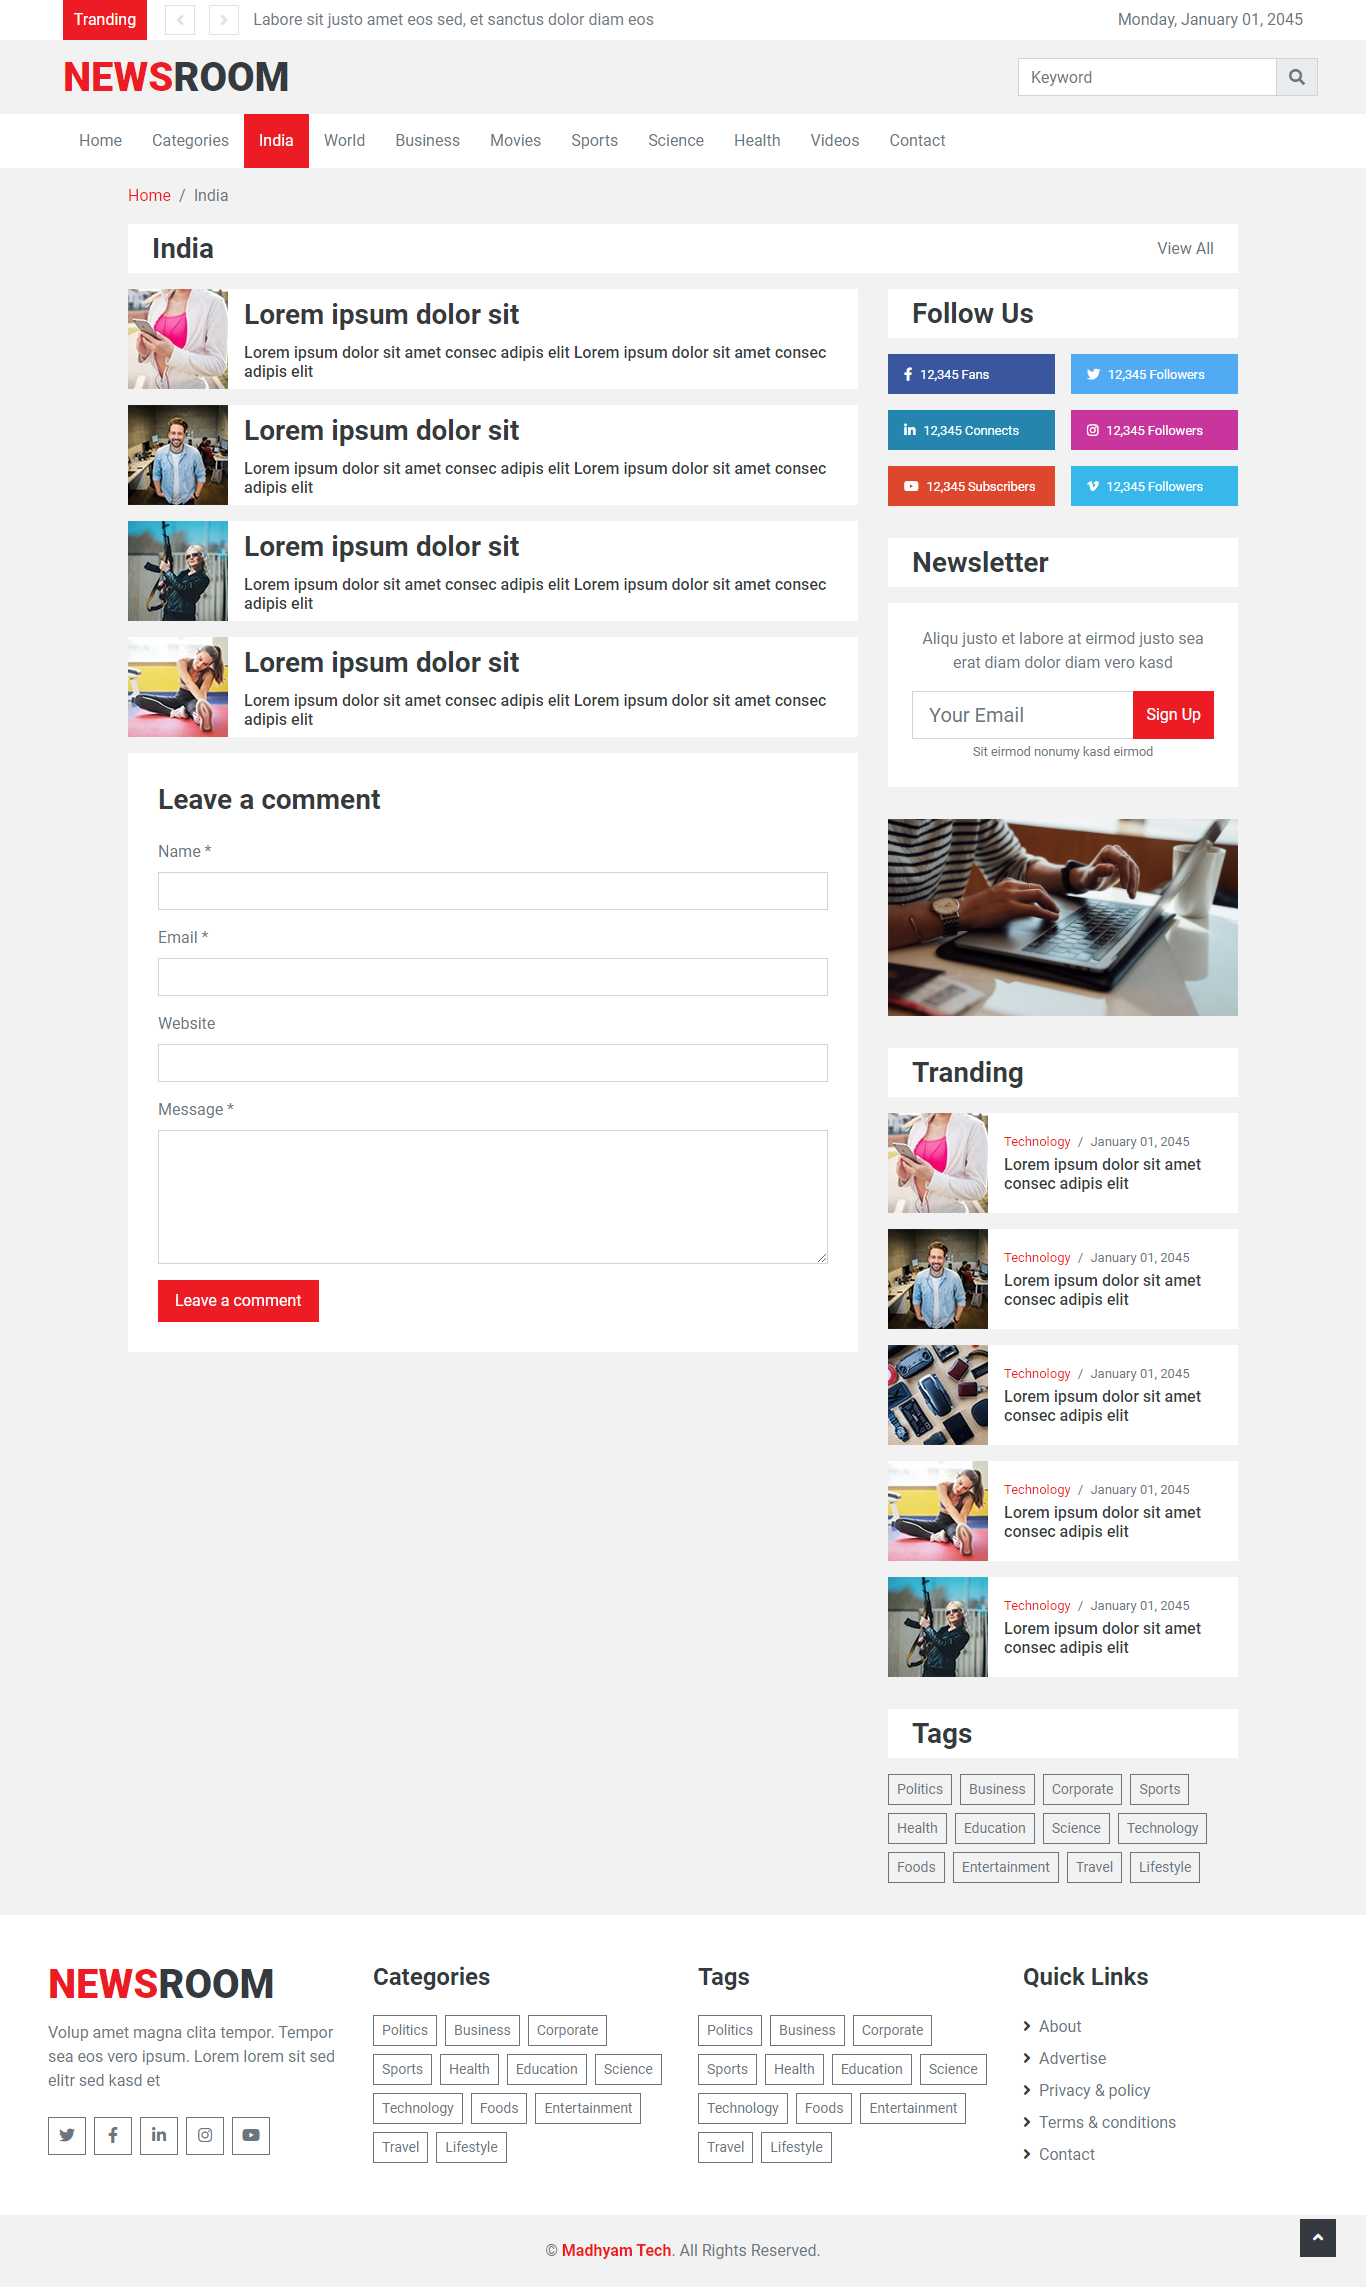 Tranding
Labore sit justo amet eos sed, et sanctus dolor diam eos
Monday, January 01, 2045
NEWSROOM
Keyword
Home Categories India World Business Movies Sports Science Health Videos Contact
Home / India
India
View All
Lorem ipsum dolor sit
Lorem ipsum dolor sit amet consec adipis elit Lorem ipsum dolor sit amet consec
adipis elit
Lorem ipsum dolor sit
Lorem ipsum dolor sit amet consec adipis elit Lorem ipsum dolor sit amet consec
adipis elit
Lorem ipsum dolor sit
Lorem ipsum dolor sit amet consec adipis elit Lorem ipsum dolor sit amet consec
adipis elit
Lorem ipsum dolor sit
Lorem ipsum dolor sit amet consec adipis elit Lorem ipsum dolor sit amet consec
adipis elit
Leave a comment
Name *
Email *
Website
Message *
Leave a comment
Follow Us
12,345 Fans
12,345 Followers
12,345 Connects
12,345 Followers
12,345 Subscribers
12,345 Followers
Newsletter
Aliqu justo et labore at eirmod justo sea
erat diam dolor diam vero kasd
Your Email
Sign Up
Sit eirmod nonumy kasd eirmod
Tranding
Technology / January 01, 2045
Lorem ipsum dolor sit amet
consec adipis elit
Technology / January 01, 2045
Lorem ipsum dolor sit amet
consec adipis elit
Technology / January 01, 2045
Lorem ipsum dolor sit amet
consec adipis elit
Technology / January 01, 2045
Lorem ipsum dolor sit amet
consec adipis elit
Technology / January 01, 2045
Lorem ipsum dolor sit amet
consec adipis elit
Tags
Politics Business Corporate Sports
Health Education Science Technology
Foods Entertainment Travel Lifestyle
NEWSROOM
Volup amet magna clita tempor. Tempor
sea eos vero ipsum. Lorem lorem sit sed
elitr sed kasd et
Categories
Politics Business Corporate
Sports Health Education Science
Technology Foods Entertainment
Travel Lifestyle
Tags
Politics Business Corporate
Sports Health Education Science
Technology Foods Entertainment
Travel Lifestyle
Quick Links
About
Advertise
Privacy & policy
Terms & conditions
Contact
© Madhyam Tech. All Rights Reserved.